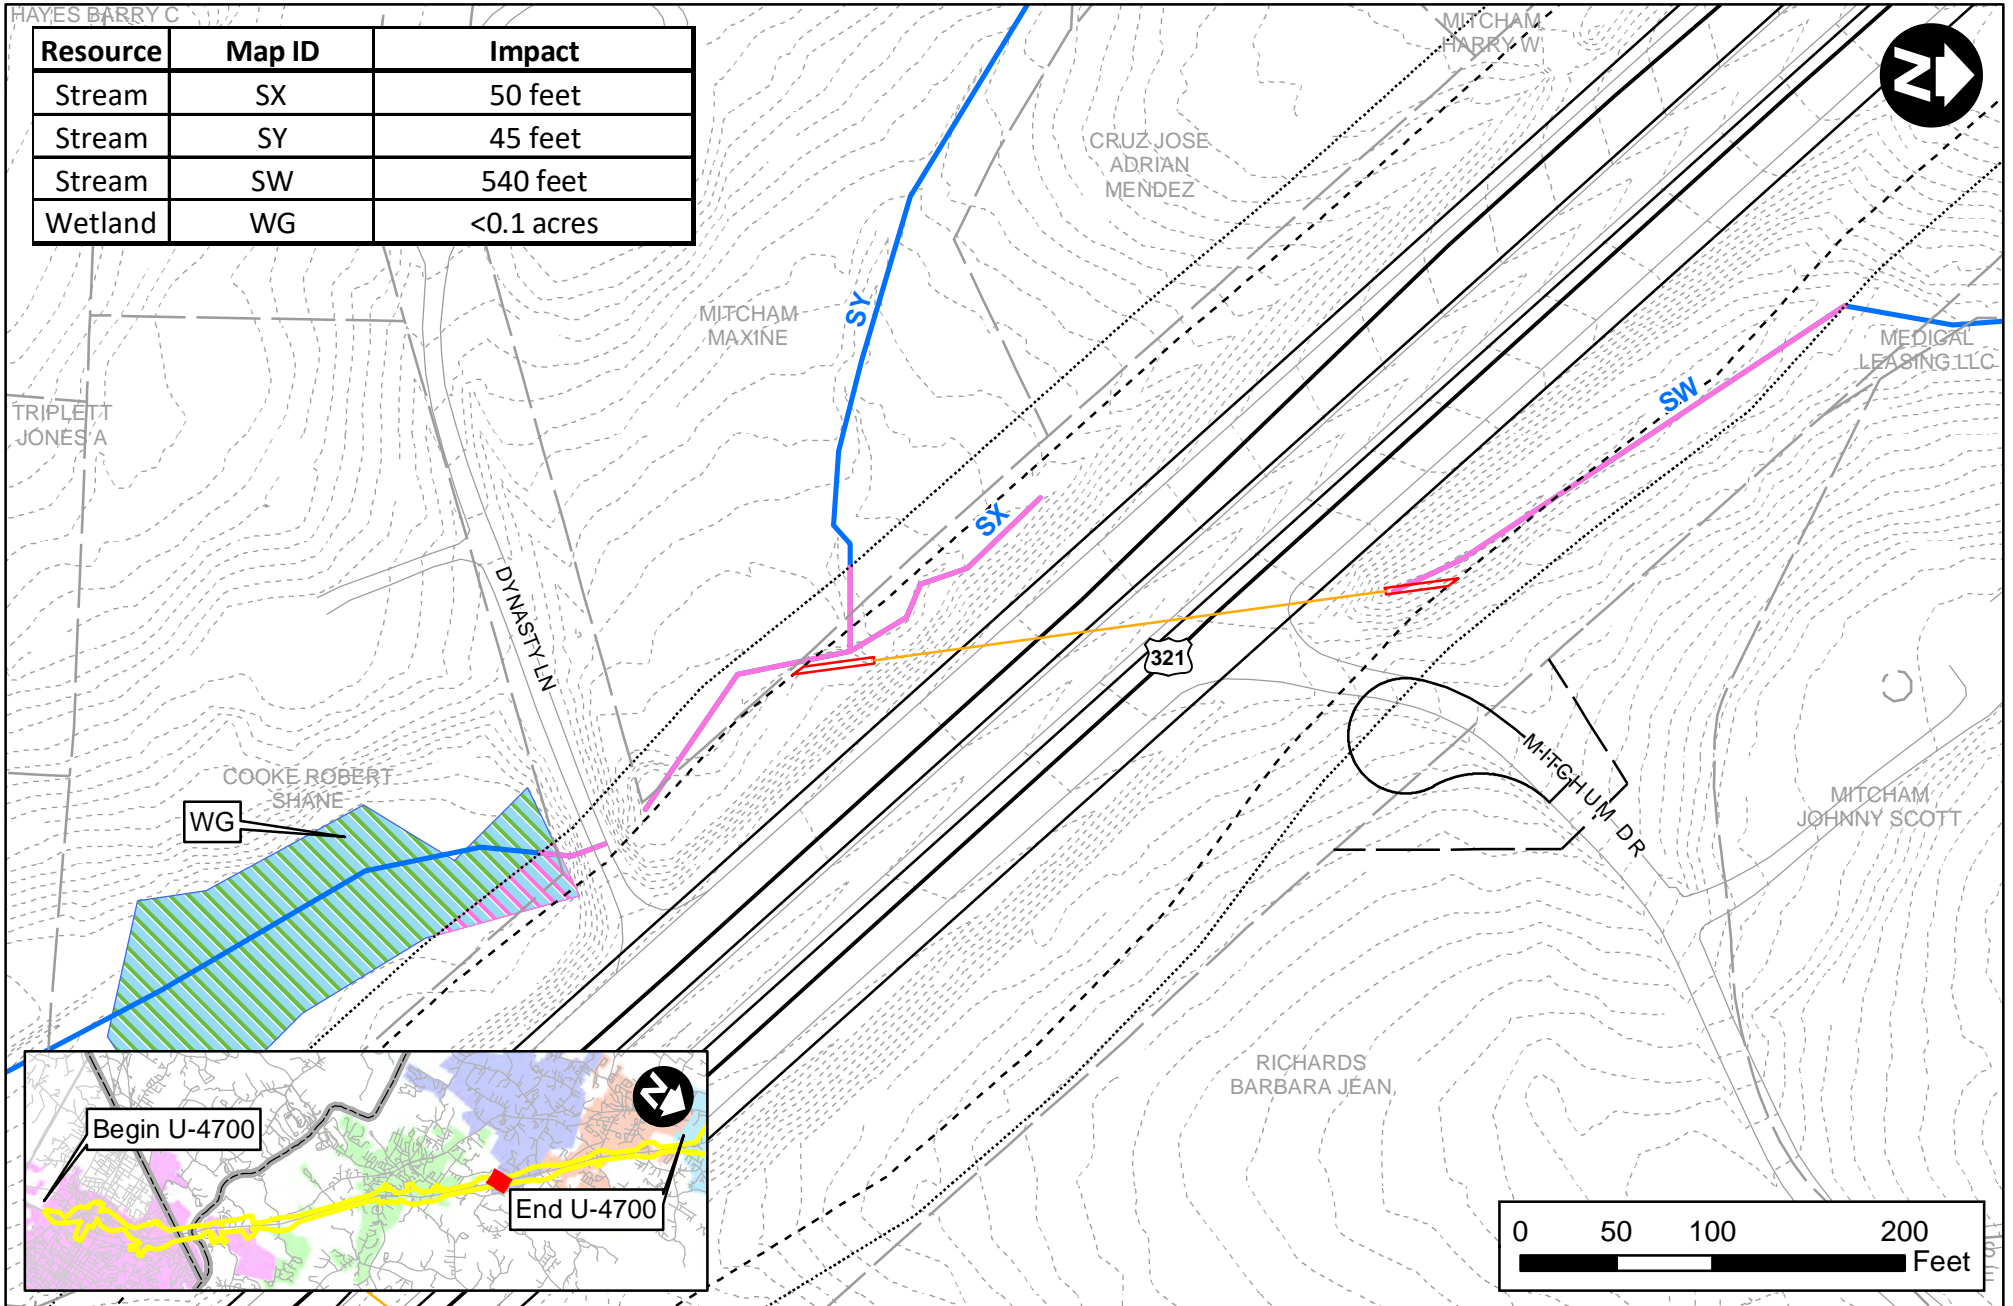 HAYES BARRY C
Resource Map ID Impact
Stream SX 50 feet
Stream SY 45 feet
Stream SW 540 feet
Wetland WG <0.1 acres
MITCHAM
HARRY W
N
CRUZ JOSE
ADRIAN
MENDEZ
SY
MITCHAM
MAXINE
MEDICAL
LEASING LLC
SW
TRIPLETT
JONES A
SX
DYNASTY LN
321
MITCHUM DR
COOKE ROBERT
SHANE
WG
MITCHAM
JOHNNY SCOTT
RICHARDS
BARBARA JEAN
N
Begin U-4700
End U-4700
0 50 100 200
Feet